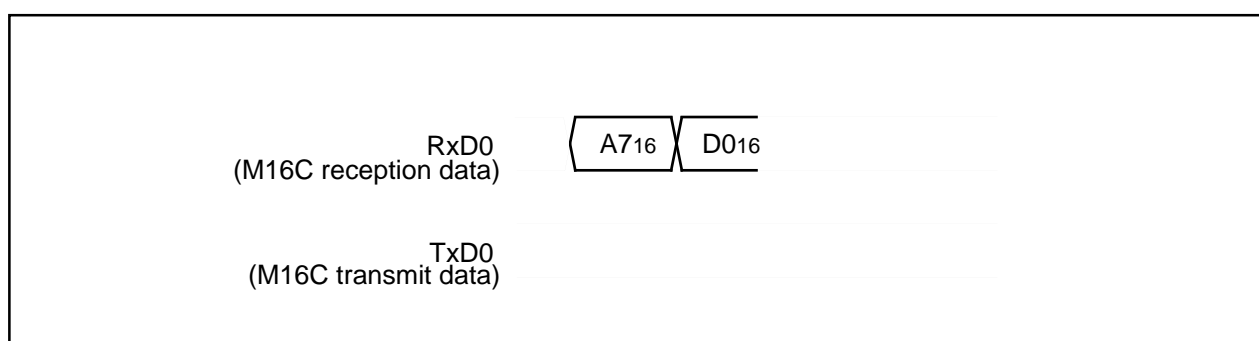 RxD0
(M16C reception data)
A716
D016
TxD0
(M16C transmit data)